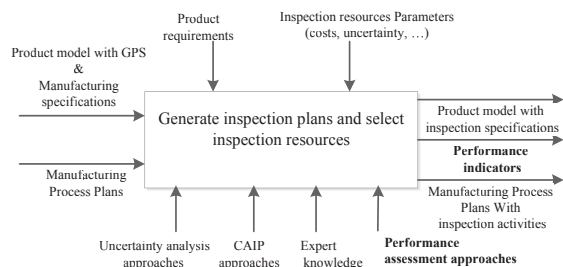 Product
requirements
Inspection resources Parameters
(costs, uncertainty, …)
Product model with GPS
&
Manufacturing
specifications
Manufacturing
Process Plans
Generate inspection plans and select
inspection resources
Product model with
inspection specifications
Performance
indicators
Manufacturing Process
Plans With
inspection activities
Uncertainty analysis
approaches
CAIP
approaches
Expert
knowledge
Performance
assessment approaches